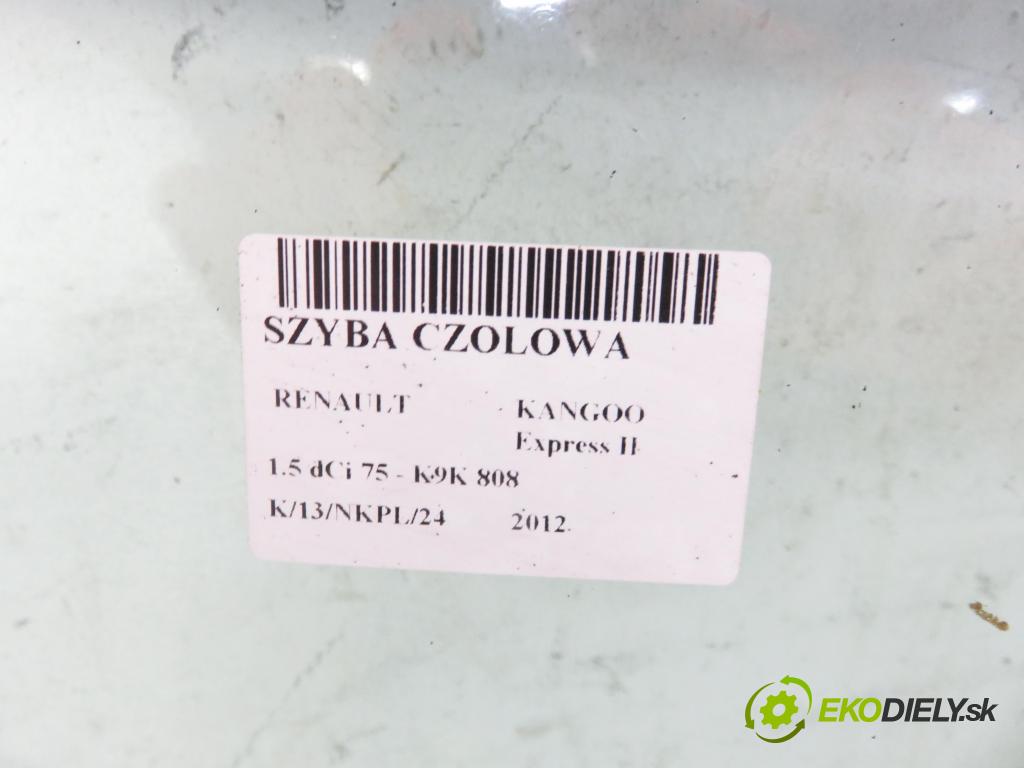 SZYBA CZOLOWA
RENAULT KANGOO
Express II
1.5 dCi 75 - K9K 808
K/13/NKPL/24 2012
EKODIELY.sk